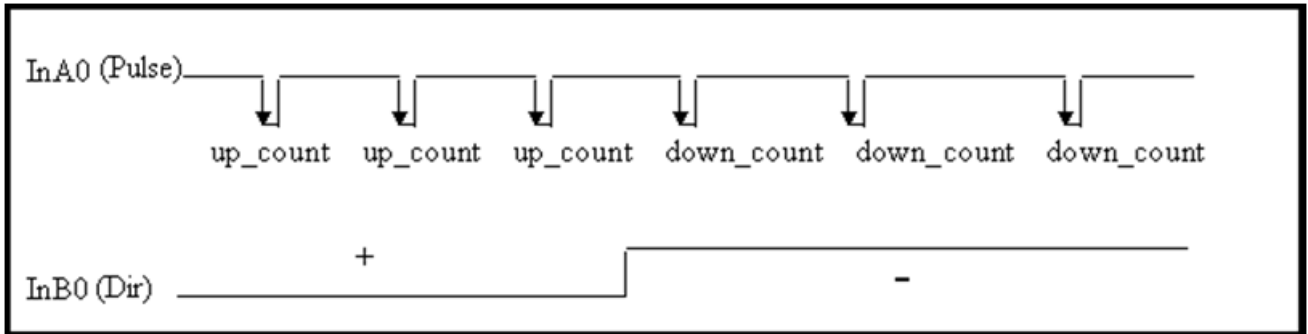 InA0 (Pulse)
up_count up_count up_count down_count down_count down_count
+
InB0 (Dir)
-